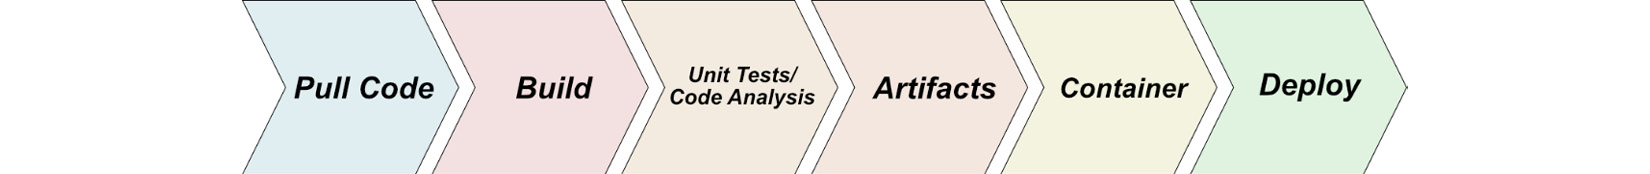 Pull Code
Build
Unit Tests/
Code Analysis
Artifacts
Container
Deploy